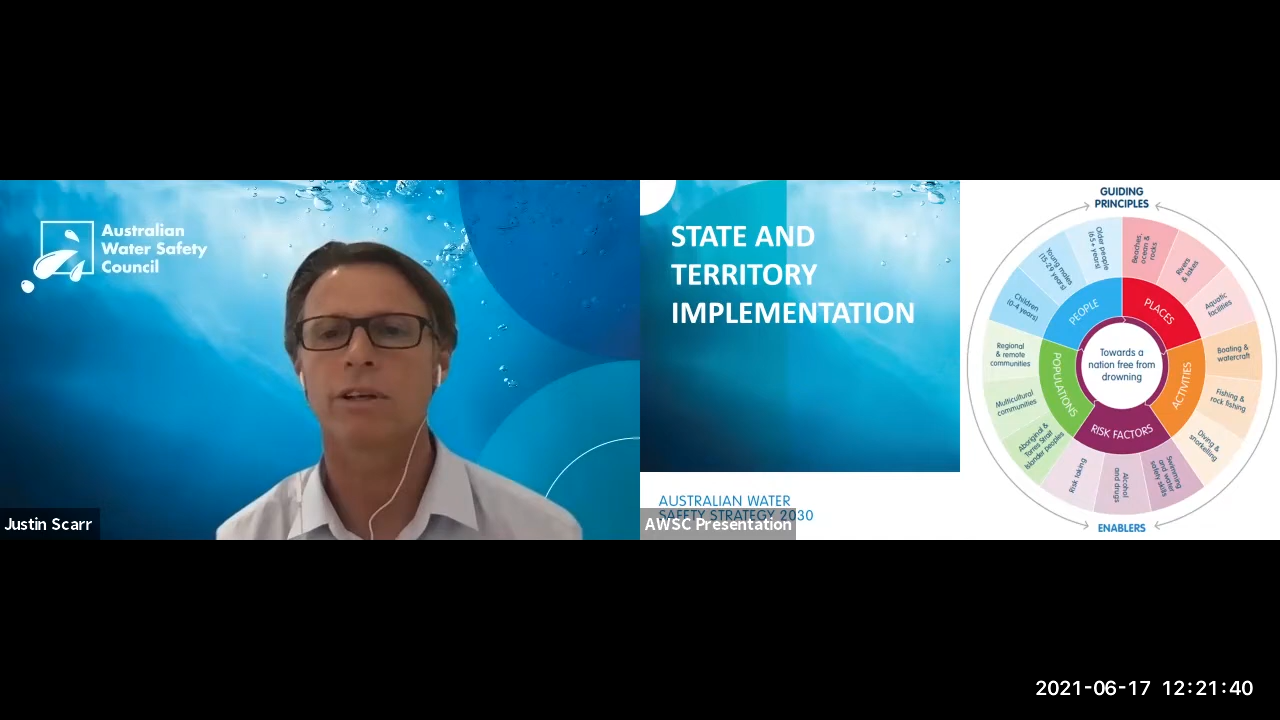 Australian
Water Safety
Council
Justin Scarr
STATE AND
TERRITORY
IMPLEMENTATION
AUSTRALIAN WATER
SAFETY STRATEGY 2030
AWSC Presentation
GUIDING
PRINCIPLES
Older people
(65+ years)
Beaches,
ocean &
rocks
Young males
(15-29 years)
Rivers
& lakes
Children
(0-4 years)
PEOPLE
PLACES
Aquatic
facilities
Regional
& remote
communities
Towards a
nation free from
drowning
Boating &
watercraft
POPULATIONS
ACTIVITIES
Multicultural
communities
Fishing &
rock fishing
Aboriginal &
Torres Strait
Islander peoples
RISK FACTORS
Diving &
snorkelling
Risk taking
Alcohol
and drugs
Swimming
and water
safety skills
ENABLERS
2021-06-17 12:21:40